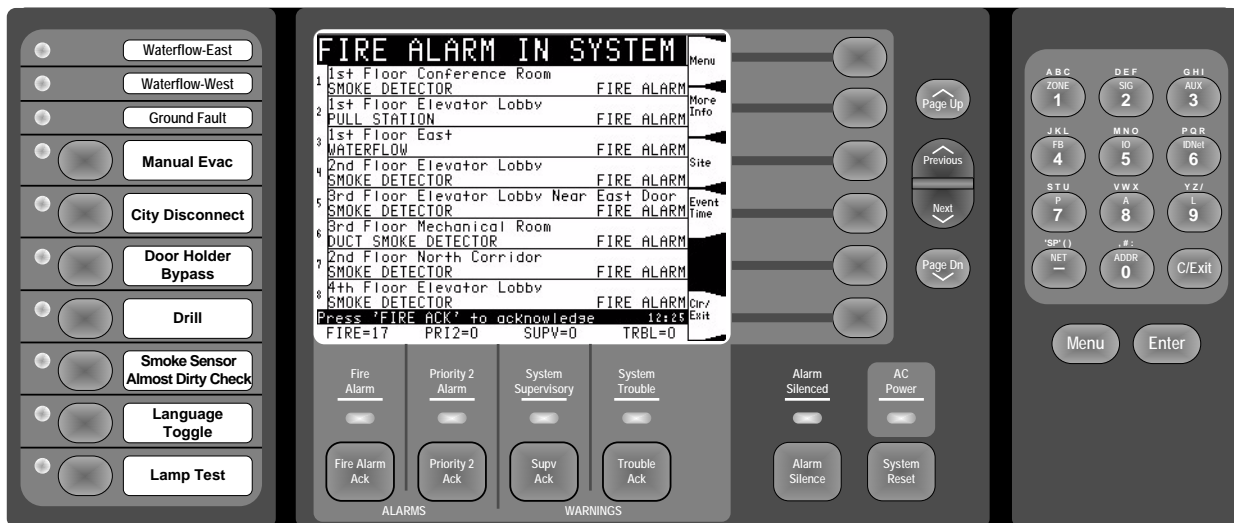 Waterflow-East
Waterflow-West
Ground Fault
Manual Evac
City Disconnect
Door Holder
Bypass
Drill
Smoke Sensor
Almost Dirty Check
Language
Toggle
Lamp Test
FIRE ALARM IN SYSTEM
1 1st Floor Conference Room
SMOKE DETECTOR FIRE ALARM
2 1st Floor Elevator Lobby
PULL STATION FIRE ALARM
3 1st Floor East
WATERFLOW FIRE ALARM
4 2nd Floor Elevator Lobby
SMOKE DETECTOR FIRE ALARM
5 3rd Floor Elevator Lobby Near East Door
SMOKE DETECTOR FIRE ALARM
6 3rd Floor Mechanical Room
DUCT SMOKE DETECTOR FIRE ALARM
7 2nd Floor North Corridor
SMOKE DETECTOR FIRE ALARM
8 4th Floor Elevator Lobby
SMOKE DETECTOR FIRE ALARM
Press 'FIRE ACK' to acknowledge 12:25
FIRE=17 PRI2=0 SUPV=0 TRBL=0
Menu
More
Info
Site
Event
Time
Clr/
Exit
Page Up
Previous
Next
Page Dn
Fire
Alarm
Priority 2
Alarm
System
Supervisory
System
Trouble
Alarm
Silenced
AC
Power
Fire Alarm
Ack
Priority 2
Ack
Supv
Ack
Trouble
Ack
Alarm
Silence
System
Reset
ALARMS
WARNINGS
A B C
ZONE
1
D E F
SIG
2
G H I
AUX
3
J K L
FB
4
M N O
IO
5
P Q R
IDNet
6
S T U
P
7
V W X
A
8
Y Z /
L
9
'SP' ( )
NET
–
, # :
ADDR
0
C/Exit
Menu
Enter